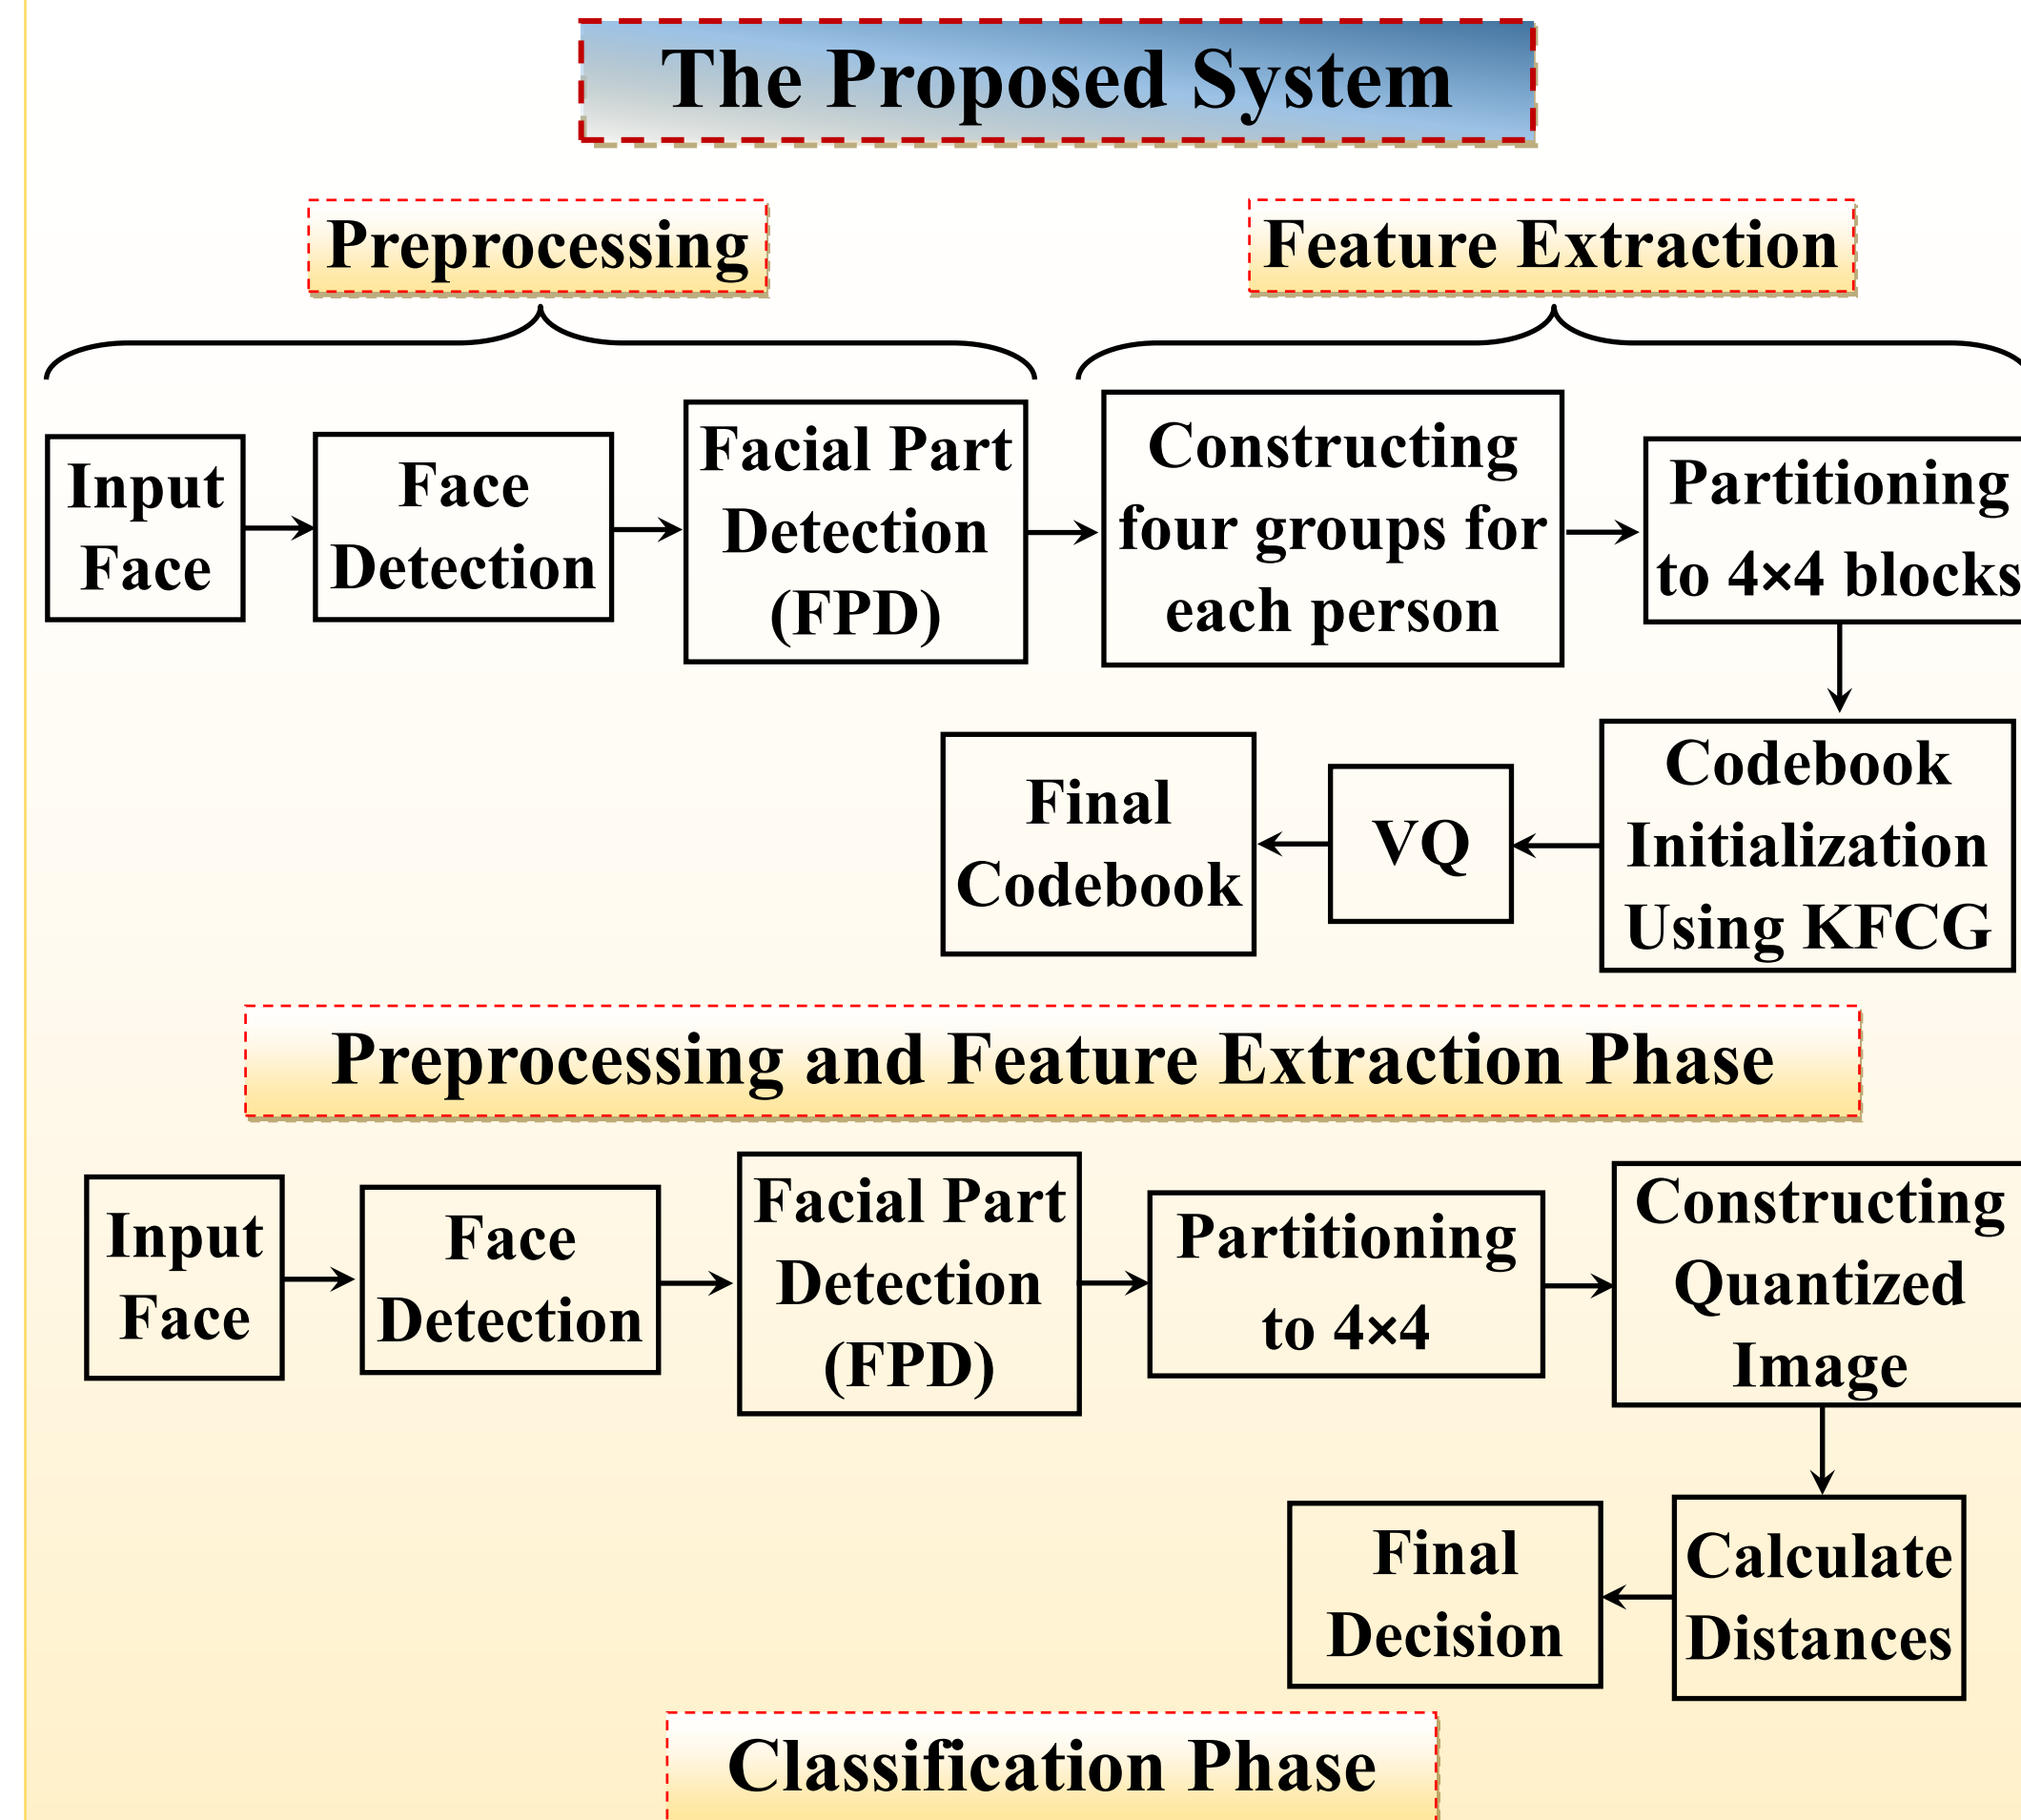 The Proposed System
Preprocessing
Feature Extraction
Input
Face
Face
Detection
Facial Part
Detection
(FPD)
Constructing
four groups for
each person
Partitioning
to 4×4 blocks
Codebook
Initialization
Using KFCG
VQ
Final
Codebook
Preprocessing and Feature Extraction Phase
Input
Face
Face
Detection
Facial Part
Detection
(FPD)
Partitioning
to 4×4
Constructing
Quantized
Image
Calculate
Distances
Final
Decision
Classification Phase